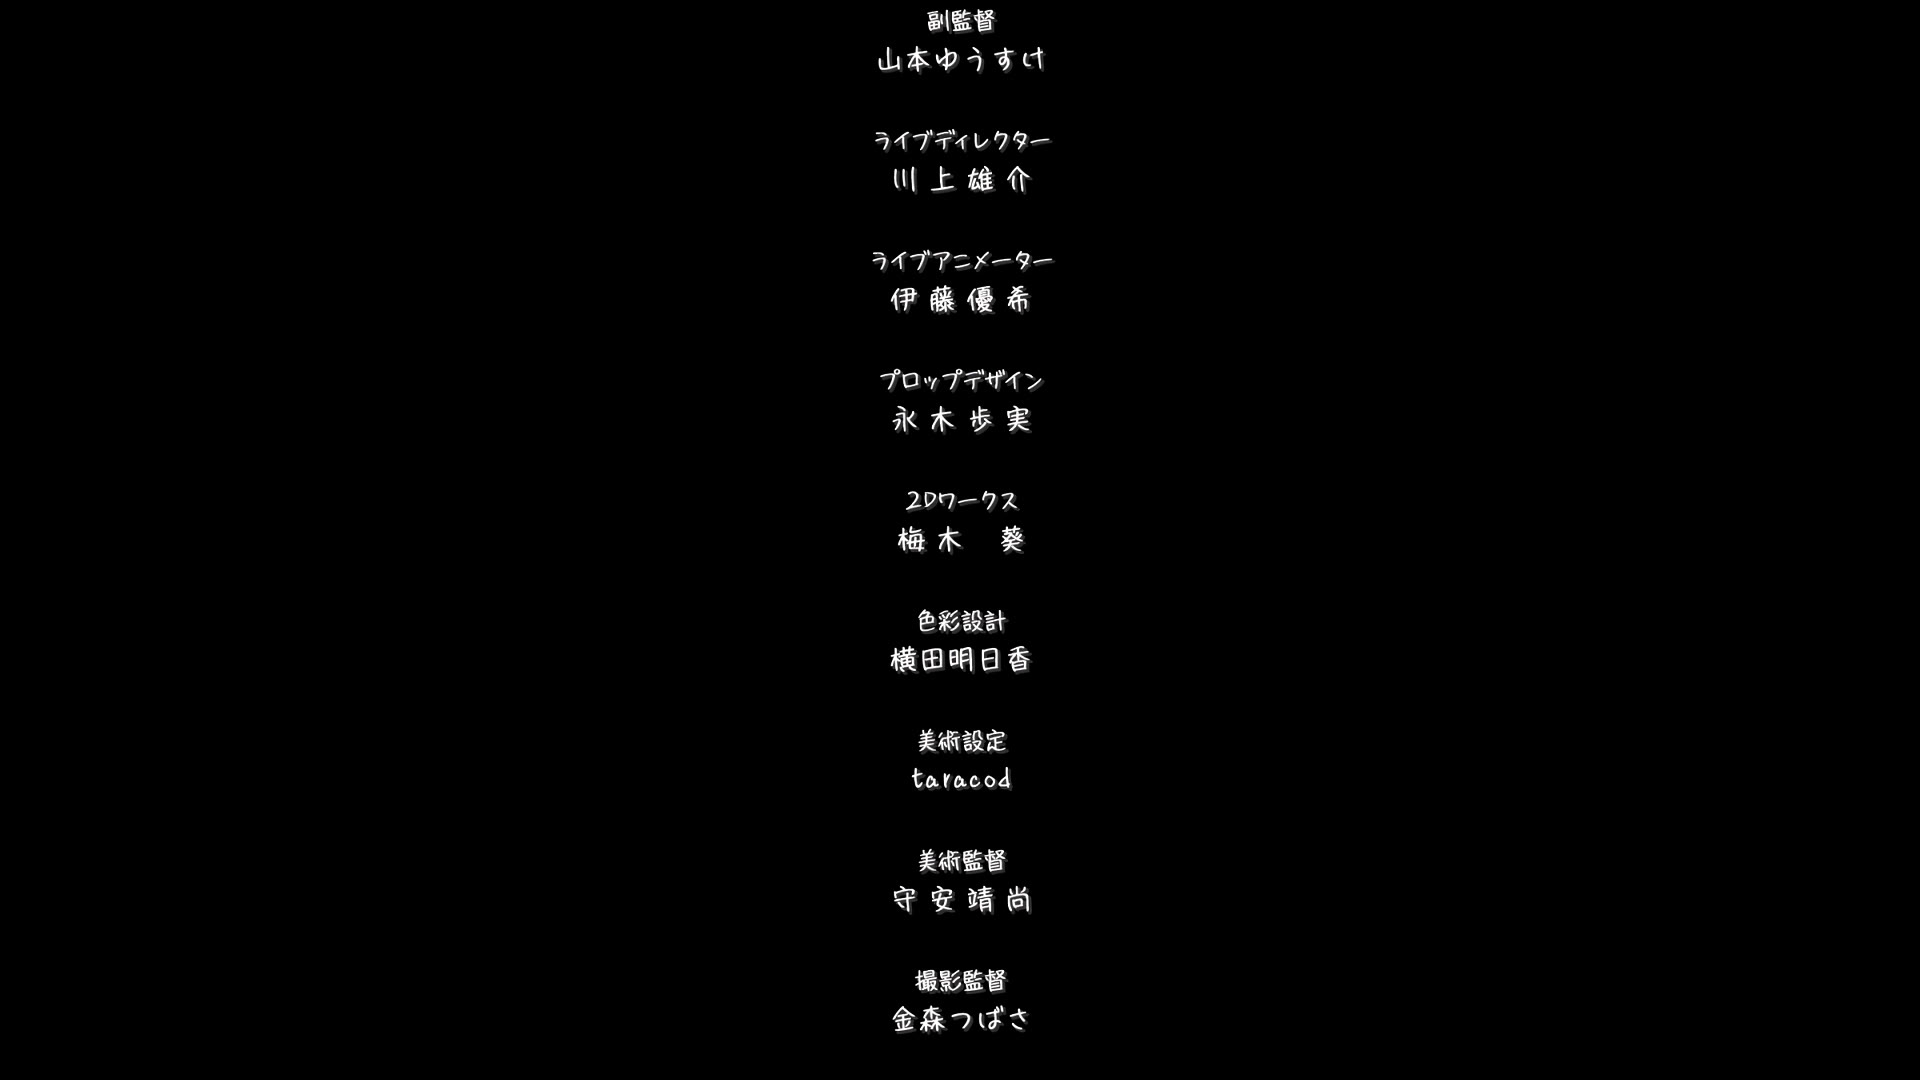 副監督
山本ゆうすけ
ライブディレクター
川上雄介
ライブアニメーター
伊藤優希
プロップデザイン
永木歩実
2Dワークス
梅木　葵
色彩設計
横田明日香
美術設定
taracod
美術監督
守安靖尚
撮影監督
金森つばさ